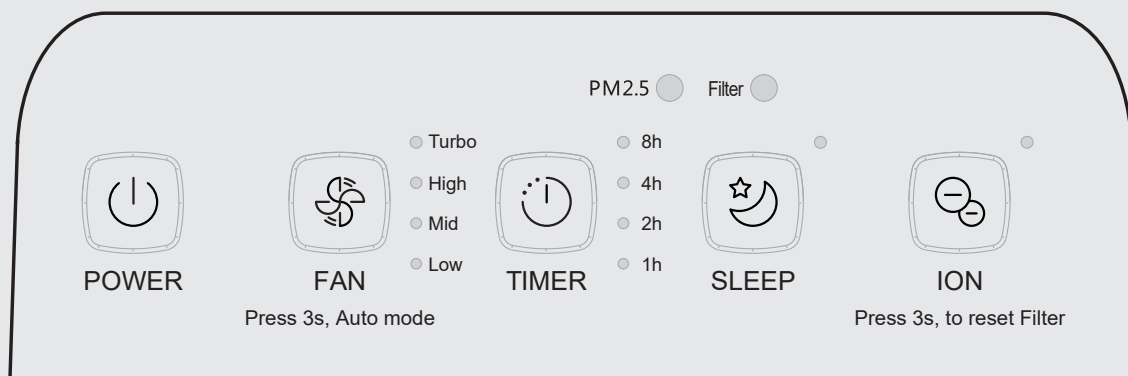 PM2.5 Filter
Turbo 8h
High 4h
Mid 2h
Low 1h
POWER FAN TIMER SLEEP ION
Press 3s, Auto mode Press 3s, to reset Filter